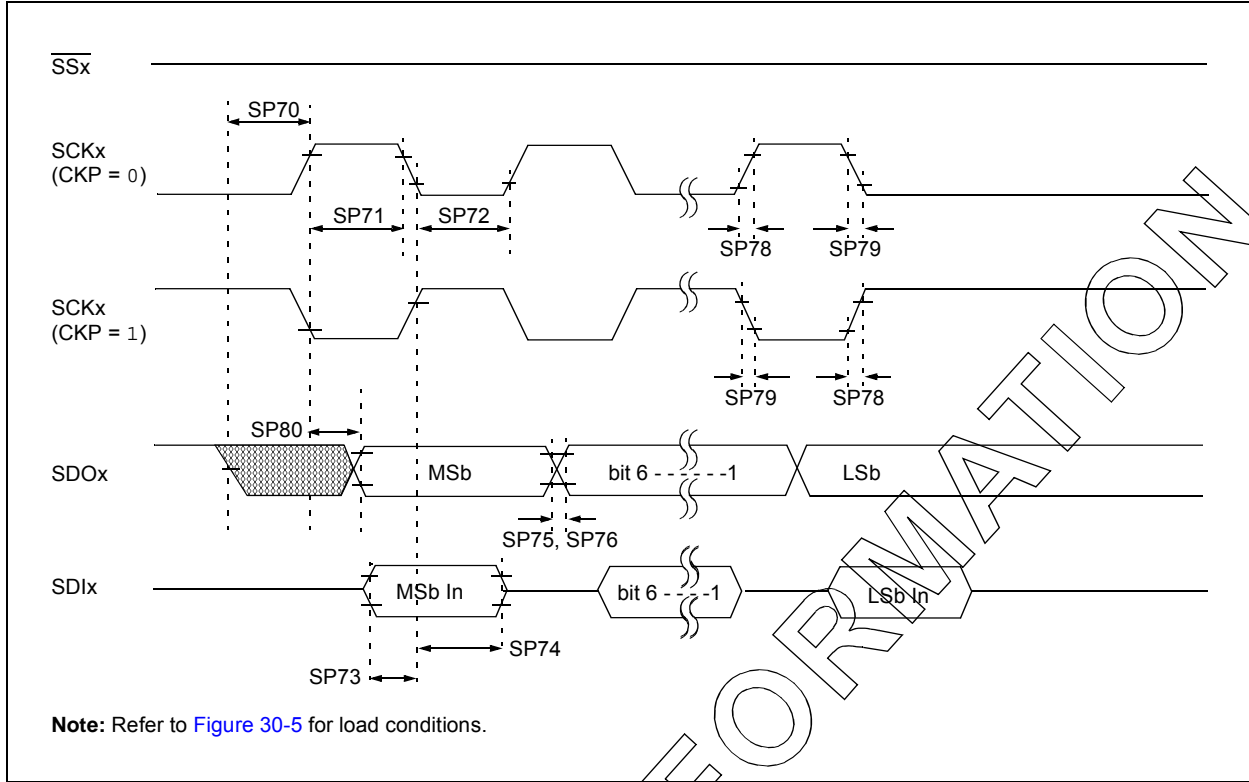 SSx
SP70
SCKx
(CKP = 0)
SP71
SP72
SP78
SP79
SCKx
(CKP = 1)
SP79
SP78
SP80
SDOx
MSb
bit 6 - - - - - -1
LSb
SP75, SP76
SDIx
MSb In
bit 6 - - - -1
LSb In
SP74
SP73
Note: Refer to Figure 30-5 for load conditions.
FORMATION